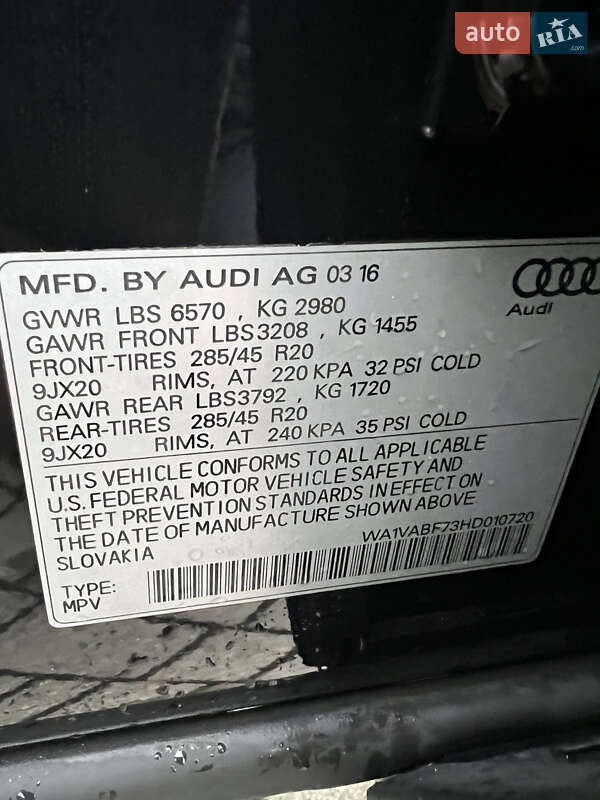 auto RIA.com
MFD. BY AUDI AG 03 16
Audi
GVWR LBS 6570 , KG 2980
GAWR FRONT LBS3208 , KG 1455
FRONT-TIRES 285/45 R20
9JX20 RIMS, AT 220 KPA 32 PSI COLD
GAWR REAR LBS3792 , KG 1720
REAR-TIRES 285/45 R20
9JX20 RIMS, AT 240 KPA 35 PSI COLD
THIS VEHICLE CONFORMS TO ALL APPLICABLE
U.S. FEDERAL MOTOR VEHICLE SAFETY AND
THEFT PREVENTION STANDARDS IN EFFECT ON
THE DATE OF MANUFACTURE SHOWN ABOVE
SLOVAKIA WA1VABF73HD010720
TYPE:
MPV